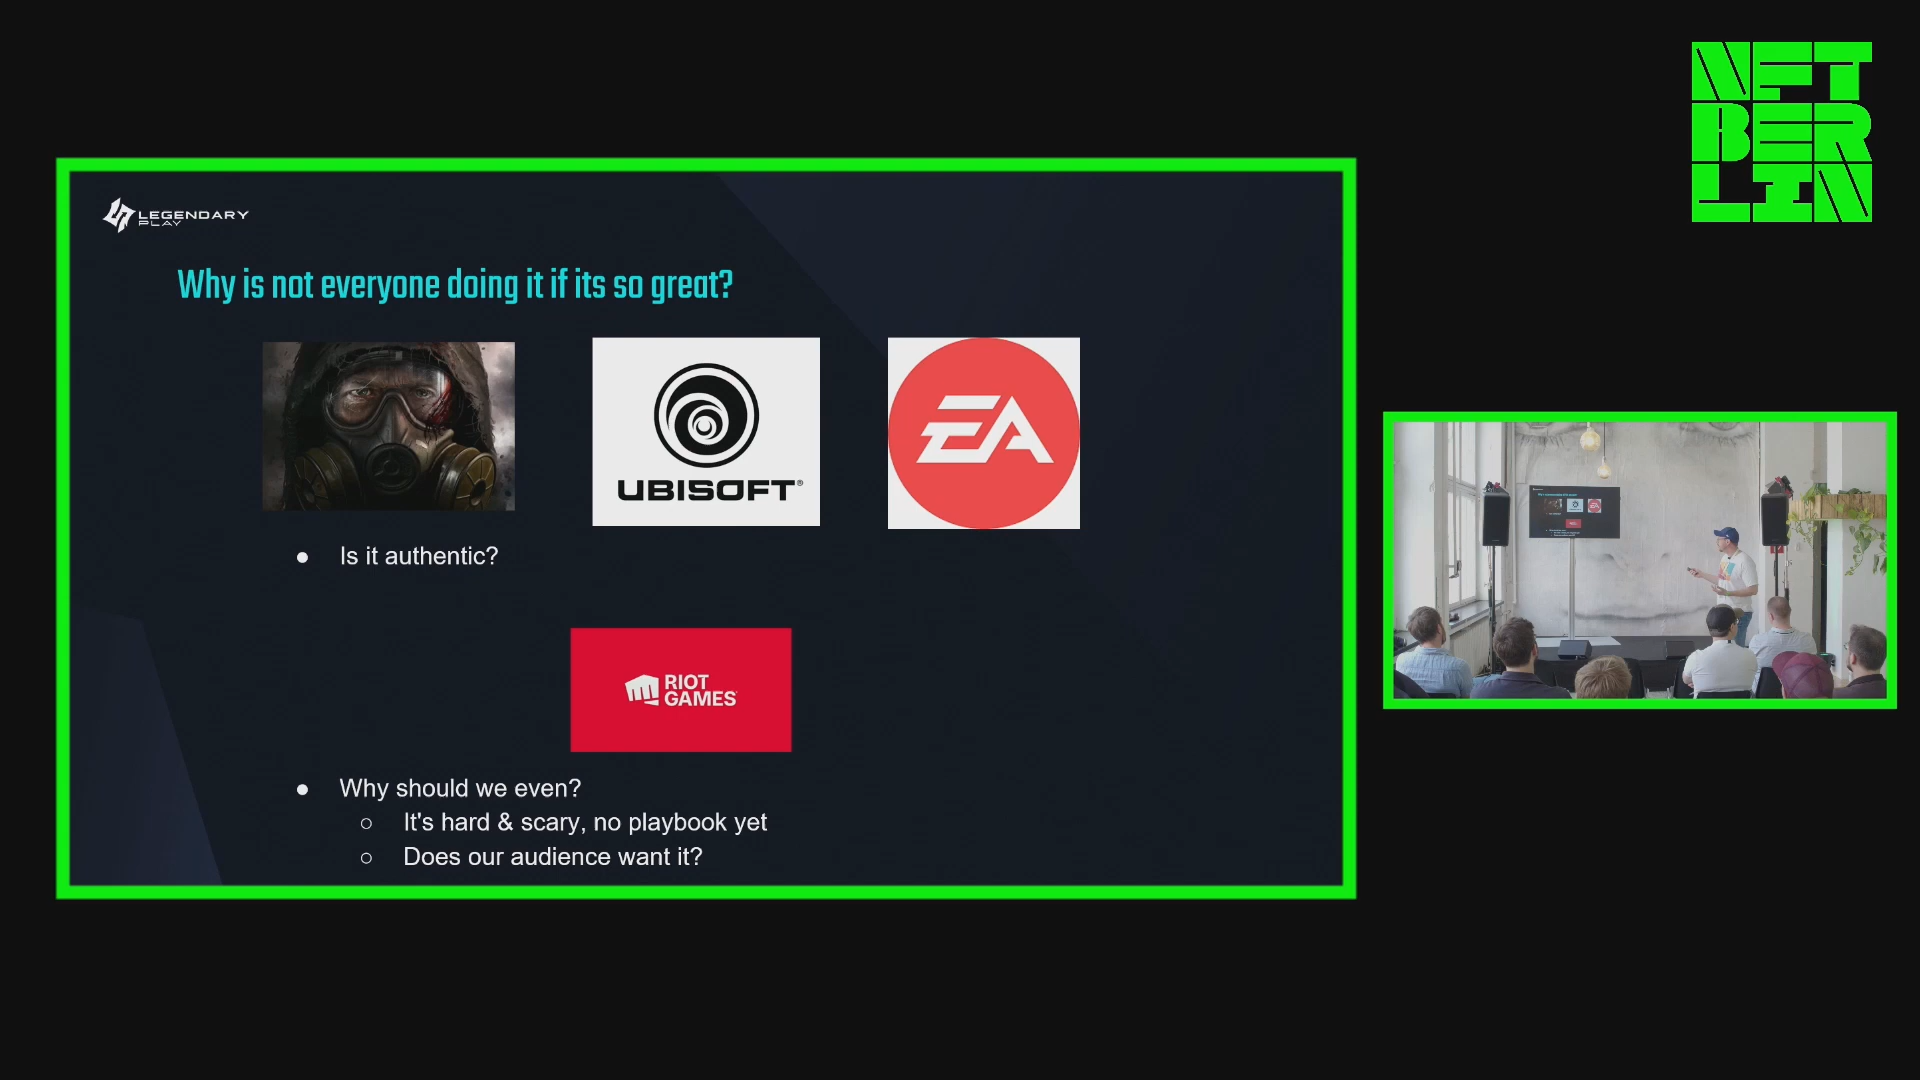 NFT
BER
LIN
LEGENDARY
PLAY
Why is not everyone doing it if its so great?
UBISOFT®
EA
● Is it authentic?
RIOT
GAMES
● Why should we even?
○ It's hard & scary, no playbook yet
○ Does our audience want it?